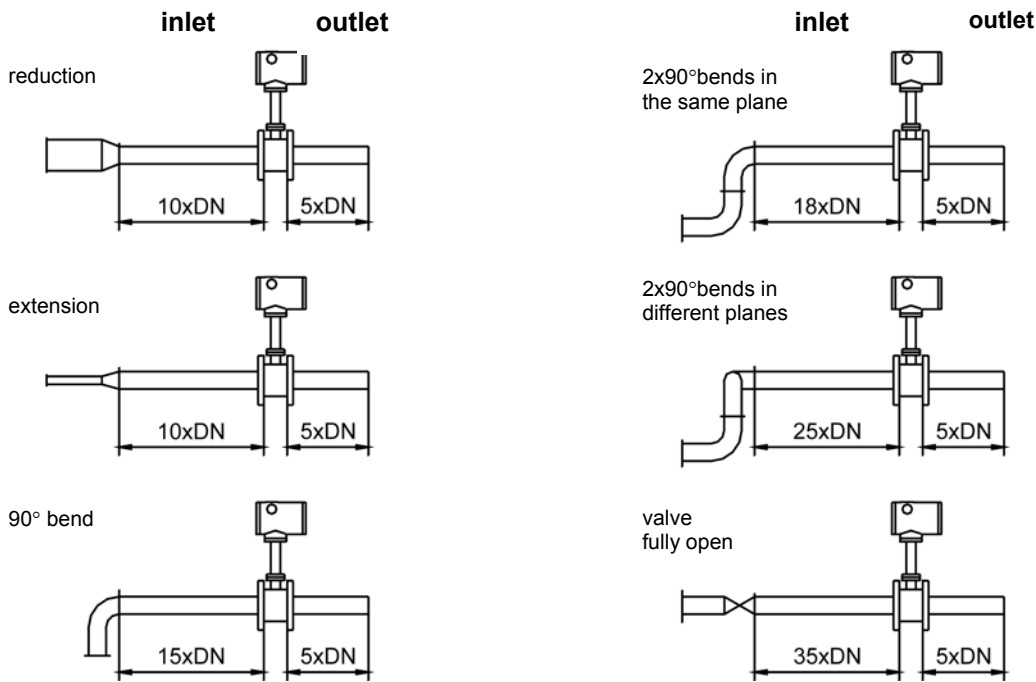 inlet outlet
reduction
10xDN 5xDN
extension
10xDN 5xDN
90° bend
15xDN 5xDN
inlet outlet
2x90°bends in
the same plane
18xDN 5xDN
2x90°bends in
different planes
25xDN 5xDN
valve
fully open
35xDN 5xDN